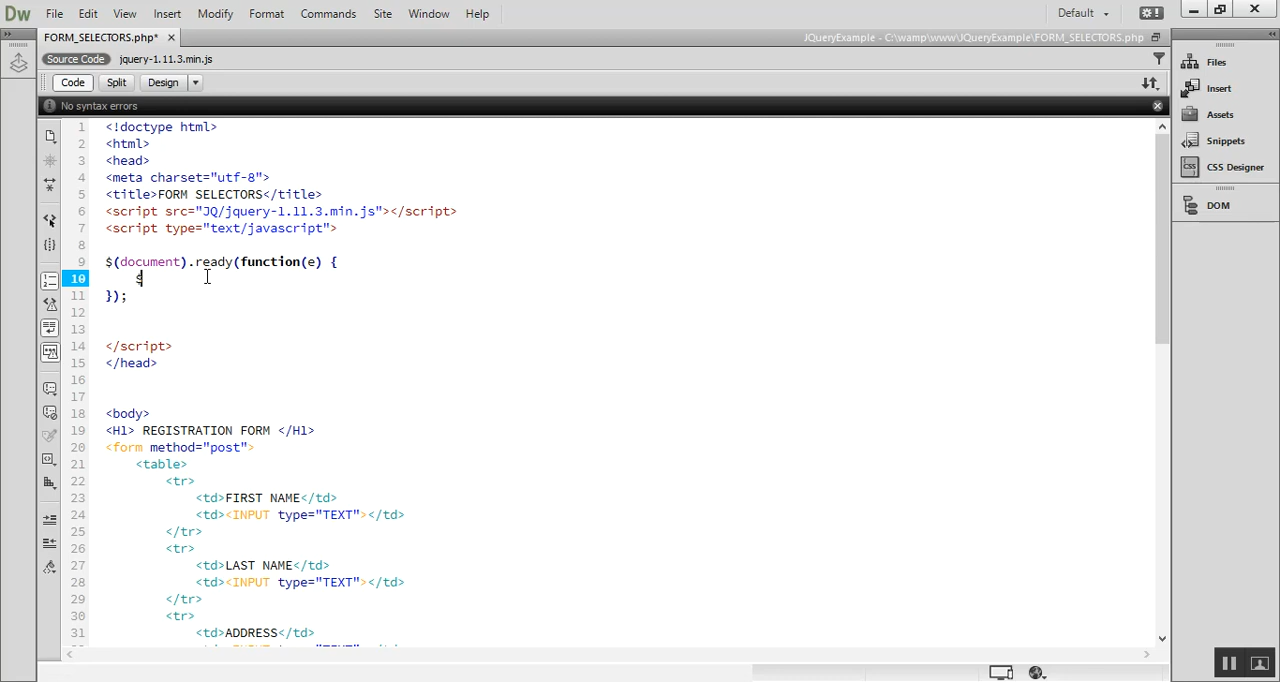 Dw File Edit View Insert Modify Format Commands Site Window Help Default
FORM_SELECTORS.php* JQueryExample - C:\wamp\www\JQueryExample\FORM_SELECTORS.php
Source Code jquery-1.11.3.min.js
Code Split Design
No syntax errors
1 <!doctype html>
2 <html>
3 <head>
4 <meta charset="utf-8">
5 <title>FORM SELECTORS</title>
6 <script src="JQ/jquery-1.11.3.min.js"></script>
7 <script type="text/javascript">
8
9 $(document).ready(function(e) {
10 $
11 });
12
13
14 </script>
15 </head>
16
17
18 <body>
19 <H1> REGISTRATION FORM </H1>
20 <form method="post">
21 <table>
22 <tr>
23 <td>FIRST NAME</td>
24 <td><INPUT type="TEXT"></td>
25 </tr>
26 <tr>
27 <td>LAST NAME</td>
28 <td><INPUT type="TEXT"></td>
29 </tr>
30 <tr>
31 <td>ADDRESS</td>
Files
Insert
Assets
Snippets
CSS Designer
DOM